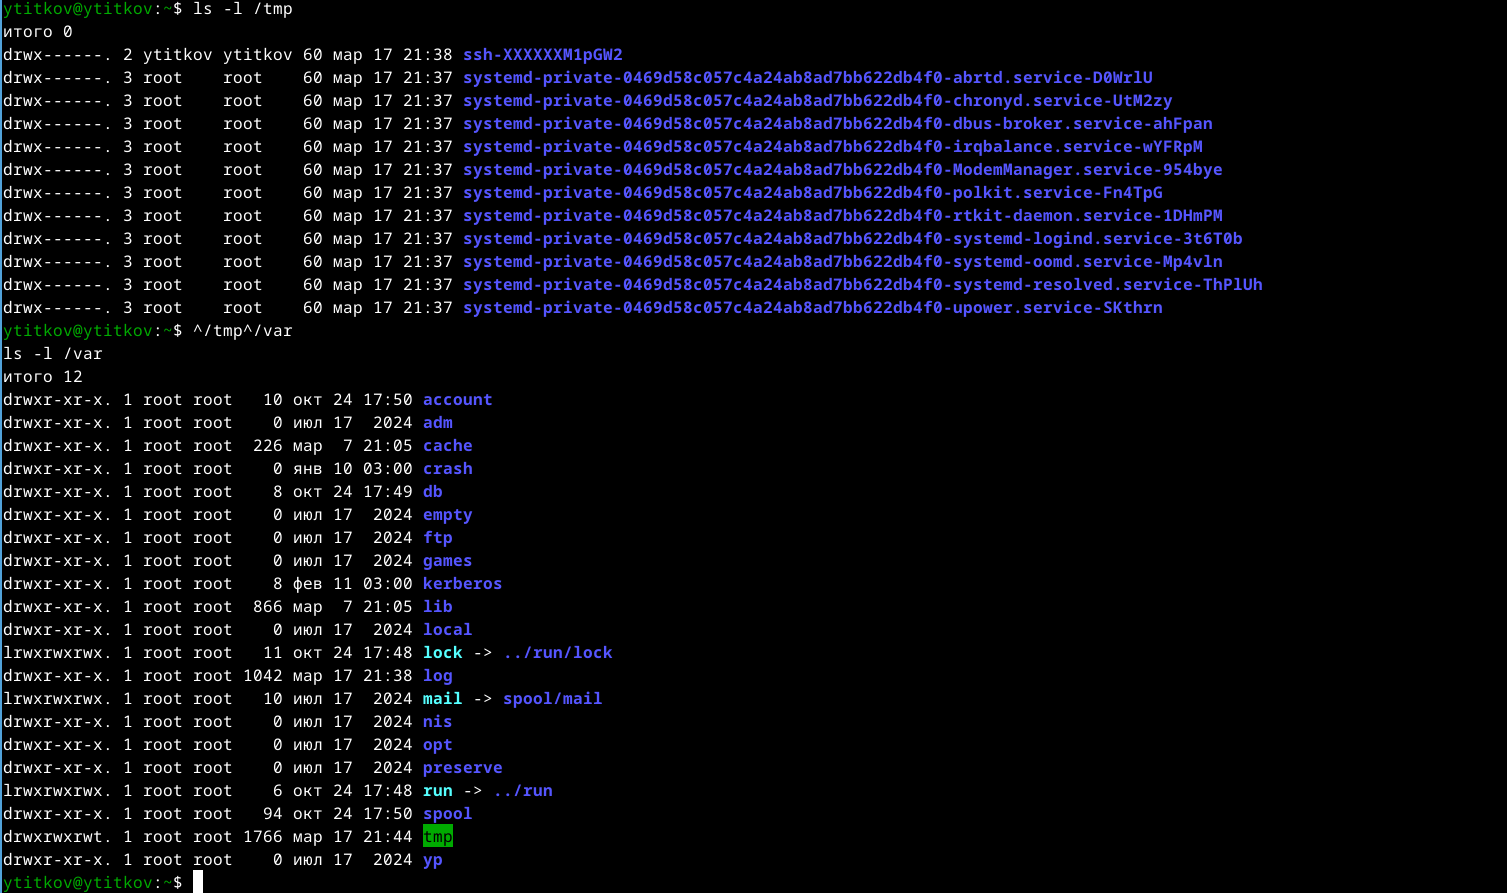 ytitkov@ytitkov:~$ ls -l /tmp
итого 0
drwx------. 2 ytitkov ytitkov 60 мар 17 21:38 ssh-XXXXXXM1pGW2
drwx------. 3 root    root    60 мар 17 21:37 systemd-private-0469d58c057c4a24ab8ad7bb622db4f0-abrtd.service-D0WrlU
drwx------. 3 root    root    60 мар 17 21:37 systemd-private-0469d58c057c4a24ab8ad7bb622db4f0-chronyd.service-UtM2zy
drwx------. 3 root    root    60 мар 17 21:37 systemd-private-0469d58c057c4a24ab8ad7bb622db4f0-dbus-broker.service-ahFpan
drwx------. 3 root    root    60 мар 17 21:37 systemd-private-0469d58c057c4a24ab8ad7bb622db4f0-irqbalance.service-wYFRpM
drwx------. 3 root    root    60 мар 17 21:37 systemd-private-0469d58c057c4a24ab8ad7bb622db4f0-ModemManager.service-954bye
drwx------. 3 root    root    60 мар 17 21:37 systemd-private-0469d58c057c4a24ab8ad7bb622db4f0-polkit.service-Fn4TpG
drwx------. 3 root    root    60 мар 17 21:37 systemd-private-0469d58c057c4a24ab8ad7bb622db4f0-rtkit-daemon.service-1DHmPM
drwx------. 3 root    root    60 мар 17 21:37 systemd-private-0469d58c057c4a24ab8ad7bb622db4f0-systemd-logind.service-3t6T0b
drwx------. 3 root    root    60 мар 17 21:37 systemd-private-0469d58c057c4a24ab8ad7bb622db4f0-systemd-oomd.service-Mp4vln
drwx------. 3 root    root    60 мар 17 21:37 systemd-private-0469d58c057c4a24ab8ad7bb622db4f0-systemd-resolved.service-ThPlUh
drwx------. 3 root    root    60 мар 17 21:37 systemd-private-0469d58c057c4a24ab8ad7bb622db4f0-upower.service-SKthrn
ytitkov@ytitkov:~$ ^/tmp^/var
ls -l /var
итого 12
drwxr-xr-x. 1 root root   10 окт 24 17:50 account
drwxr-xr-x. 1 root root    0 июл 17  2024 adm
drwxr-xr-x. 1 root root  226 мар  7 21:05 cache
drwxr-xr-x. 1 root root    0 янв 10 03:00 crash
drwxr-xr-x. 1 root root    8 окт 24 17:49 db
drwxr-xr-x. 1 root root    0 июл 17  2024 empty
drwxr-xr-x. 1 root root    0 июл 17  2024 ftp
drwxr-xr-x. 1 root root    0 июл 17  2024 games
drwxr-xr-x. 1 root root    8 фев 11 03:00 kerberos
drwxr-xr-x. 1 root root  866 мар  7 21:05 lib
drwxr-xr-x. 1 root root    0 июл 17  2024 local
lrwxrwxrwx. 1 root root   11 окт 24 17:48 lock -> ../run/lock
drwxr-xr-x. 1 root root 1042 мар 17 21:38 log
lrwxrwxrwx. 1 root root   10 июл 17  2024 mail -> spool/mail
drwxr-xr-x. 1 root root    0 июл 17  2024 nis
drwxr-xr-x. 1 root root    0 июл 17  2024 opt
drwxr-xr-x. 1 root root    0 июл 17  2024 preserve
lrwxrwxrwx. 1 root root    6 окт 24 17:48 run -> ../run
drwxr-xr-x. 1 root root   94 окт 24 17:50 spool
drwxrwxrwt. 1 root root 1766 мар 17 21:44 tmp
drwxr-xr-x. 1 root root    0 июл 17  2024 yp
ytitkov@ytitkov:~$